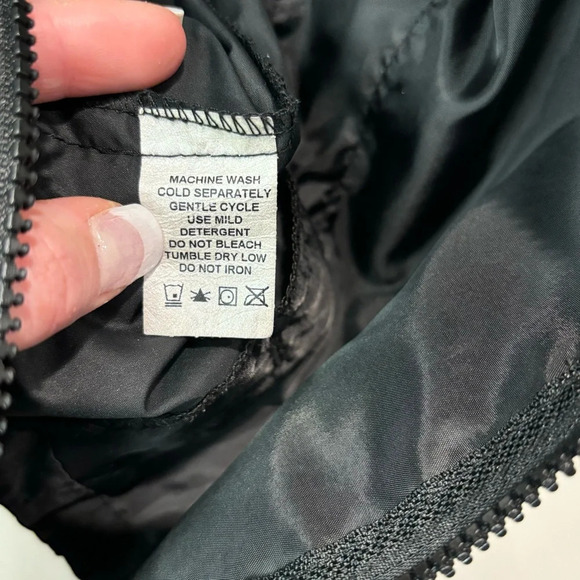 MACHINE WASH
COLD SEPARATELY
GENTLE CYCLE
USE MILD
DETERGENT
DO NOT BLEACH
TUMBLE DRY LOW
DO NOT IRON